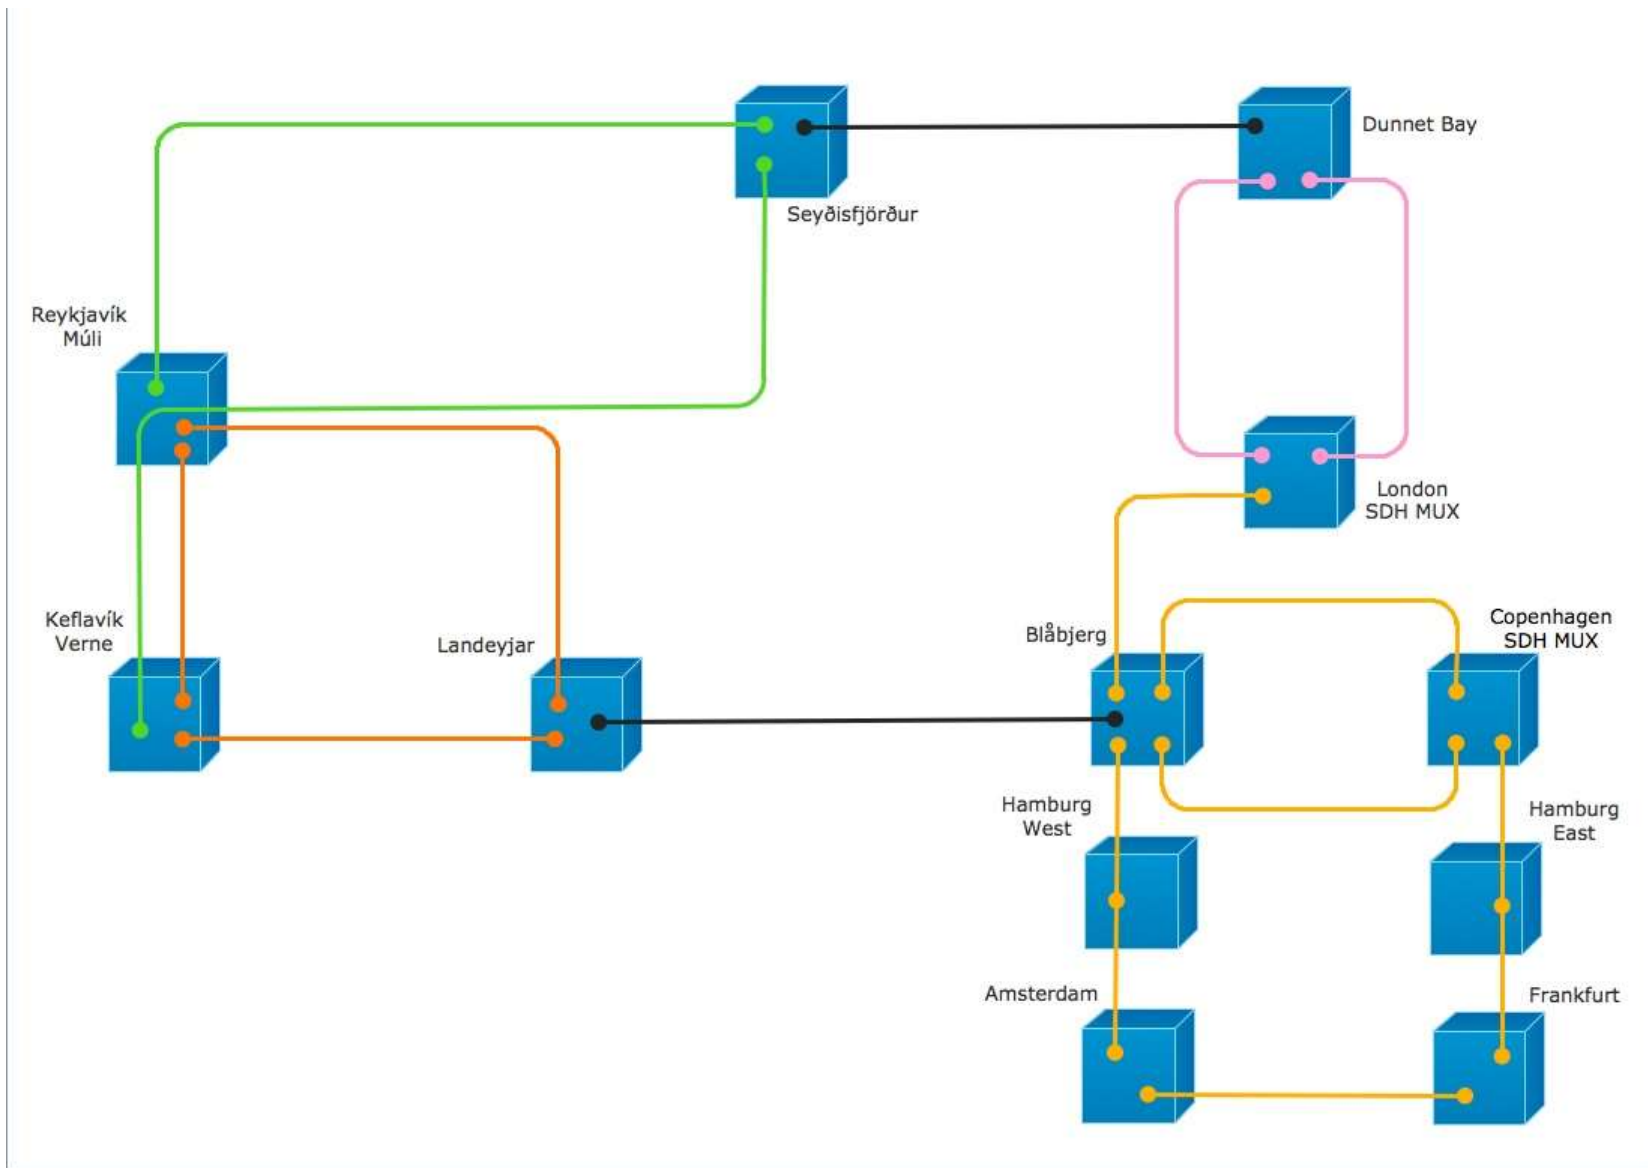 Dunnet Bay
Seyðisfjörður
Reykjavík
Múli
London
SDH MUX
Keflavík
Verne
Landeyjar
Blåbjerg
Copenhagen
SDH MUX
Hamburg
West
Hamburg
East
Amsterdam
Frankfurt